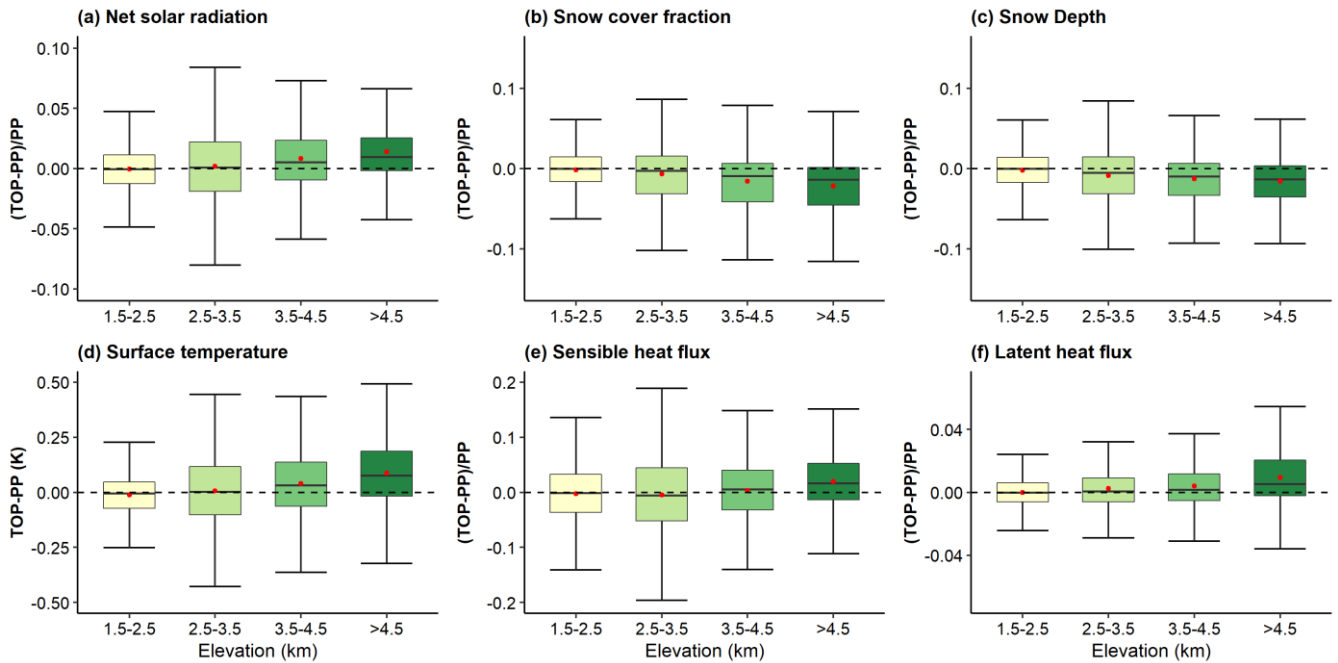 (a) Net solar radiation
(TOP-PP)/PP
0.10
0.05
0.00
-0.05
-0.10
1.5-2.5 2.5-3.5 3.5-4.5 >4.5
(b) Snow cover fraction
(TOP-PP)/PP
0.1
0.0
-0.1
1.5-2.5 2.5-3.5 3.5-4.5 >4.5
(c) Snow Depth
(TOP-PP)/PP
0.1
0.0
-0.1
1.5-2.5 2.5-3.5 3.5-4.5 >4.5
(d) Surface temperature
TOP-PP (K)
0.50
0.25
0.00
-0.25
-0.50
1.5-2.5 2.5-3.5 3.5-4.5 >4.5
Elevation (km)
(e) Sensible heat flux
(TOP-PP)/PP
0.2
0.1
0.0
-0.1
-0.2
1.5-2.5 2.5-3.5 3.5-4.5 >4.5
Elevation (km)
(f) Latent heat flux
(TOP-PP)/PP
0.04
0.00
-0.04
1.5-2.5 2.5-3.5 3.5-4.5 >4.5
Elevation (km)